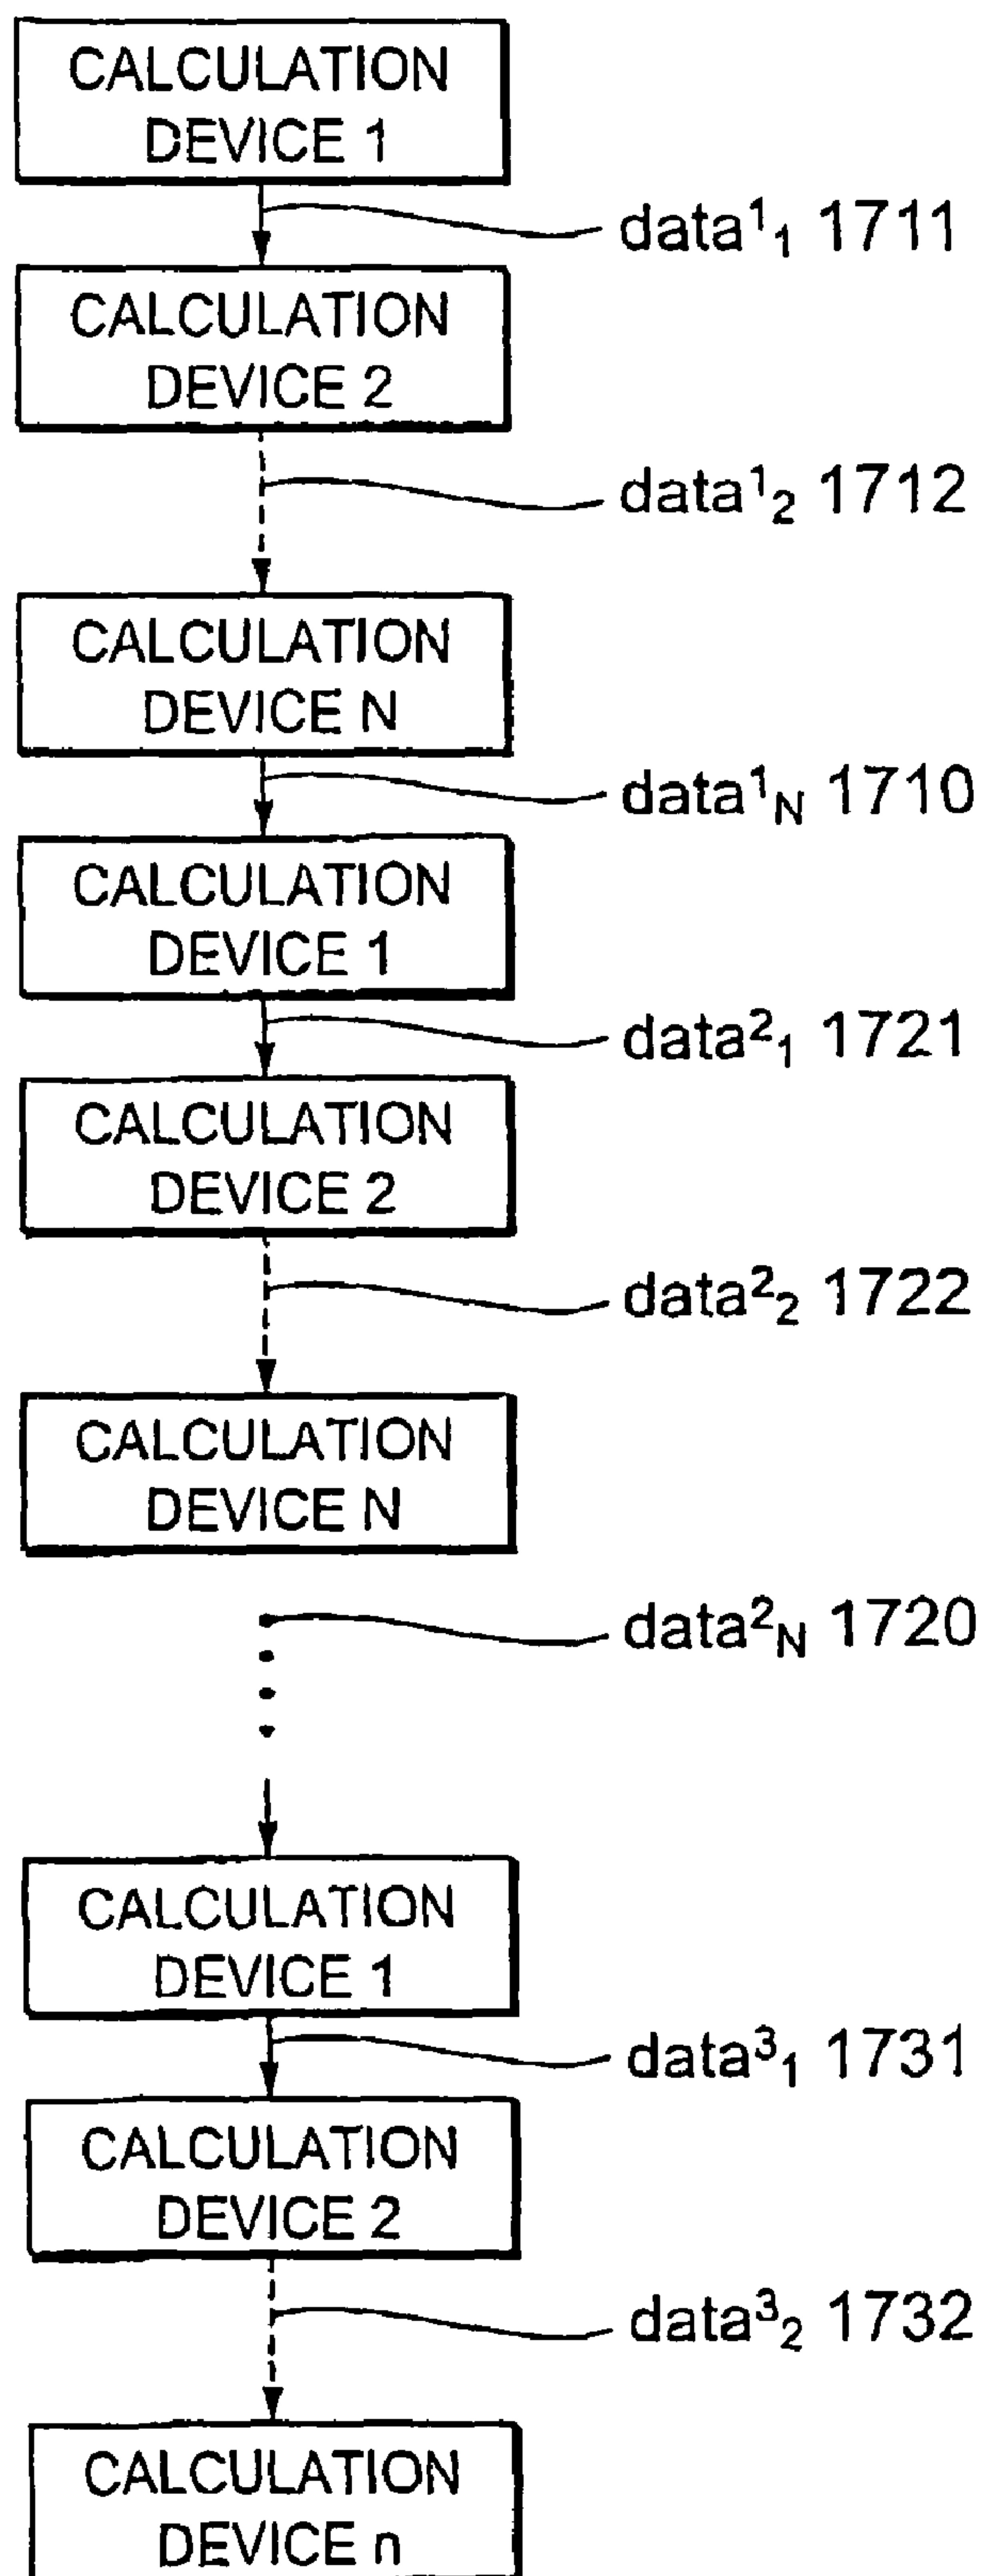 CALCULATION
DEVICE 1
data¹₁ 1711
CALCULATION
DEVICE 2
data¹₂ 1712
CALCULATION
DEVICE N
data¹N 1710
CALCULATION
DEVICE 1
data²₁ 1721
CALCULATION
DEVICE 2
data²₂ 1722
CALCULATION
DEVICE N
data²N 1720
CALCULATION
DEVICE 1
data³₁ 1731
CALCULATION
DEVICE 2
data³₂ 1732
CALCULATION
DEVICE n